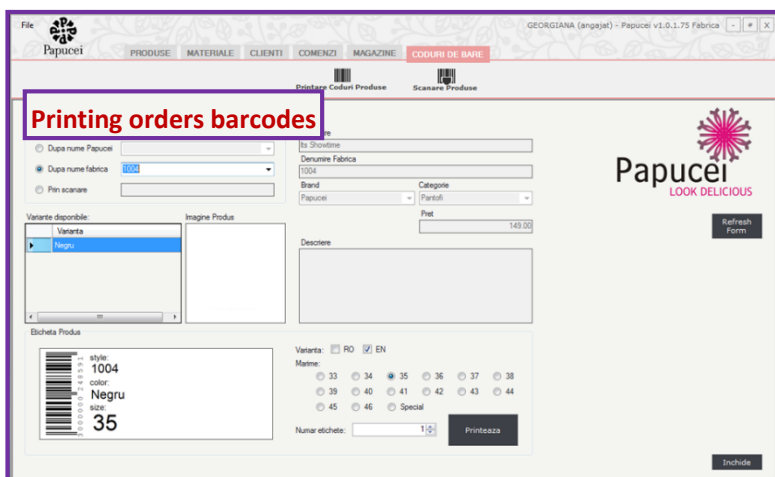 File
GEORGIANA (angajat) - Papucei v1.0.1.75 Fabrica - # X
Papucei
PRODUSE MATERIALE CLIENTI COMENZI MAGAZINE CODURI DE BARE
Printare Coduri Produse Scanare Produse
Printing orders barcodes
Dupa nume Papucei
Its Showtime
Denumire Fabrica
Dupa nume fabrica 1004
1004
Brand Categorie
Prin scanare
Papucei Pantofi
Papucei
LOOK DELICIOUS
Pret
149.00
Variante disponibile: Imagine Produs
Refresh
Form
Varianta
Negru
Descriere
Eticheta Produs
Varianta: RO EN
Marime:
33 34 35 36 37 38
39 40 41 42 43 44
45 46 Special
Numar etichete: 1 Printeaza
style:
1004
color:
Negru
size:
35
Inchide